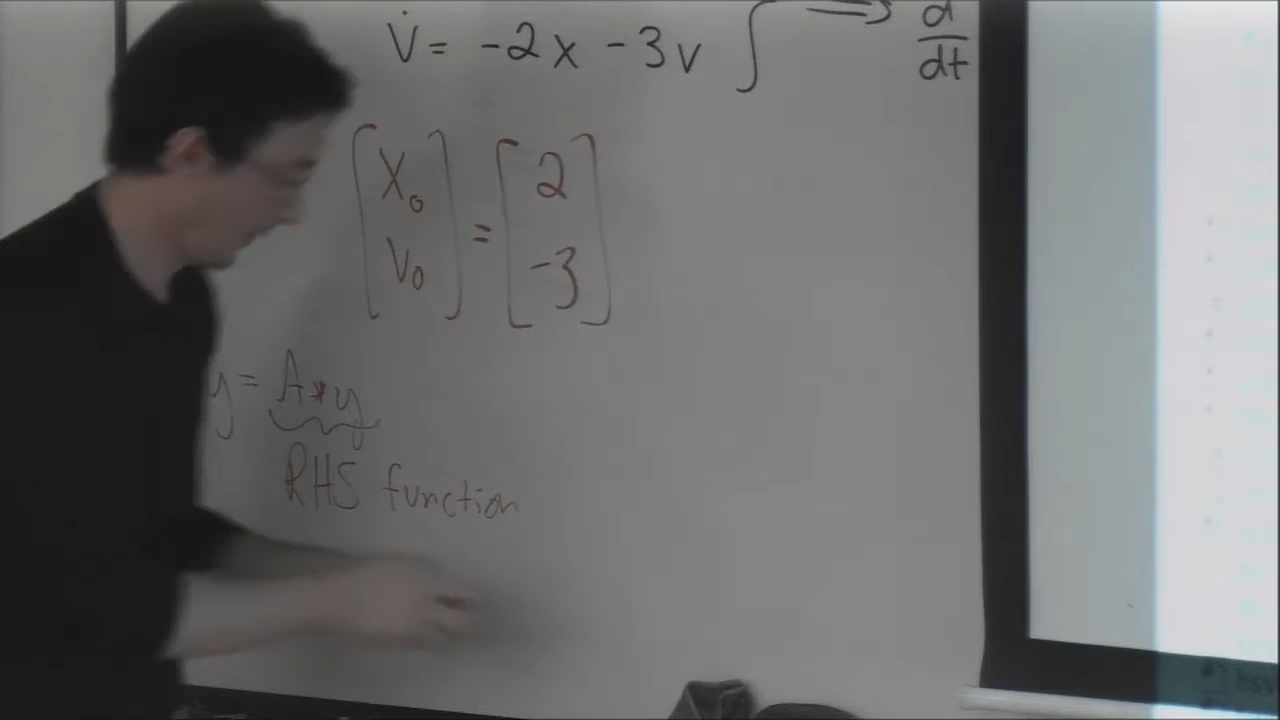 V̇ = -2x - 3v } ⟹ d/dt
[X₀ V₀] = [2 -3]
y = A*y
RHS function